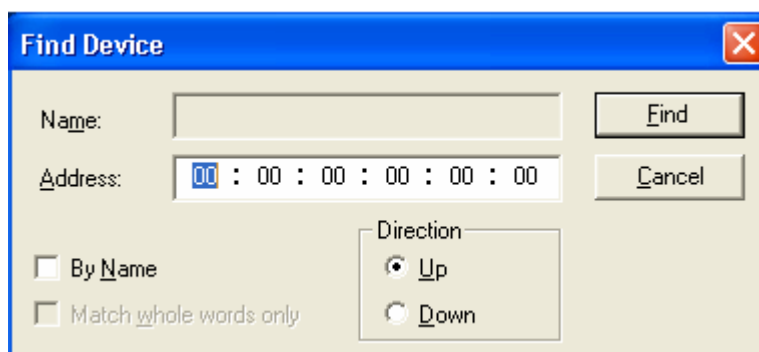 Find Device
Name:
Find
Address: 00 : 00 : 00 : 00 : 00 : 00
Cancel
Direction
By Name
Up
Match whole words only
Down